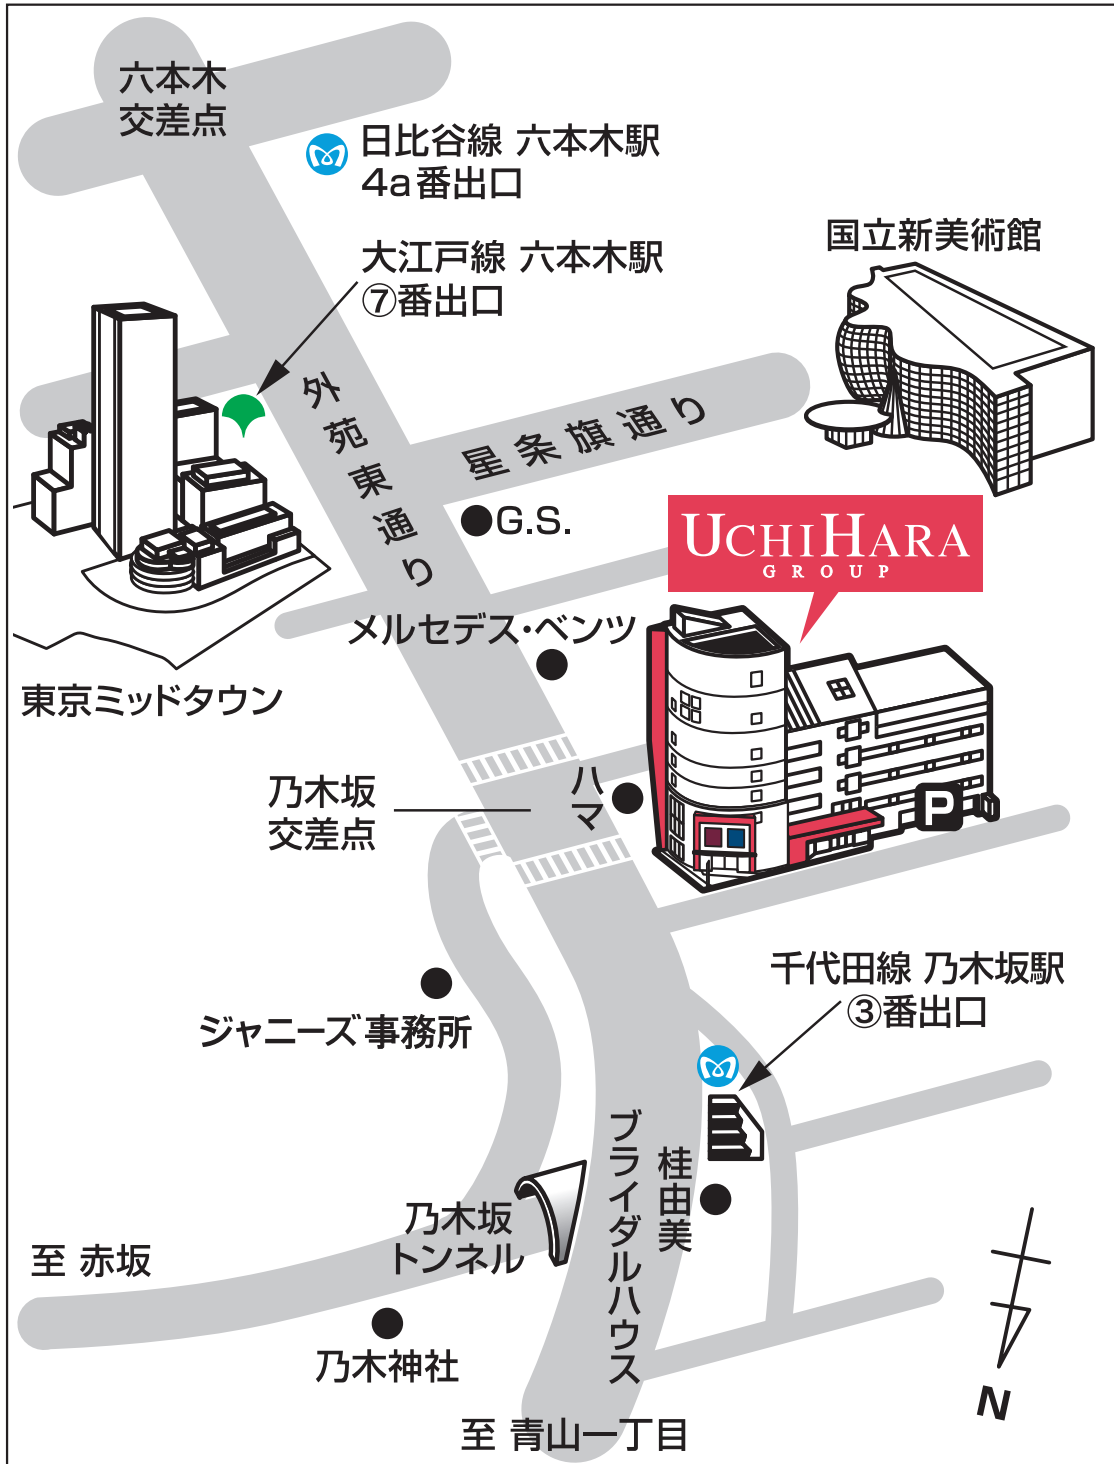 六本木
交差点
日比谷線 六本木駅
4a番出口
大江戸線 六本木駅
⑦番出口
国立新美術館
外苑東通り
星条旗通り
G.S.
UCHIHARA
GROUP
メルセデス・ベンツ
東京ミッドタウン
乃木坂
交差点
ハマ
P
千代田線 乃木坂駅
③番出口
ジャニーズ事務所
桂由美
ブライダルハウス
乃木坂
トンネル
至 赤坂
乃木神社
至 青山一丁目
N